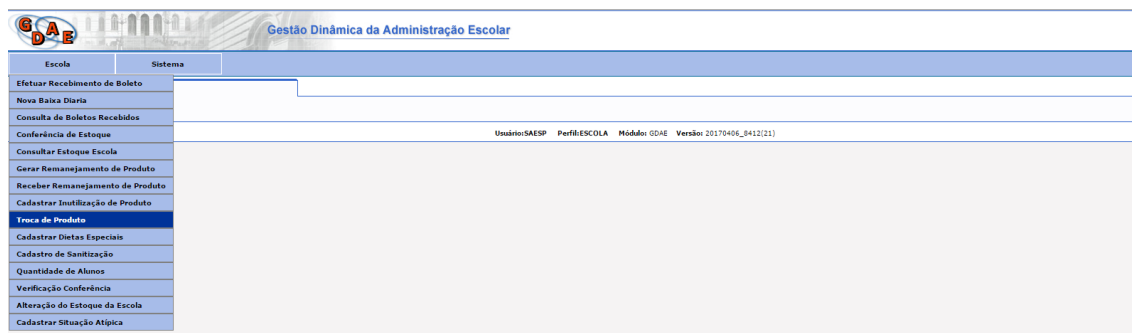 GDAE
Gestão Dinâmica da Administração Escolar
Escola Sistema
Efetuar Recebimento de Boleto
Nova Baixa Diaria
Consulta de Boletos Recebidos
Conferência de Estoque
Usuário:SAESP Perfil:ESCOLA Módulo: GDAE Versão: 20170406_8412(21)
Consultar Estoque Escola
Gerar Remanejamento de Produto
Receber Remanejamento de Produto
Cadastrar Inutilização de Produto
Troca de Produto
Cadastrar Dietas Especiais
Cadastro de Sanitização
Quantidade de Alunos
Verificação Conferência
Alteração do Estoque da Escola
Cadastrar Situação Atípica